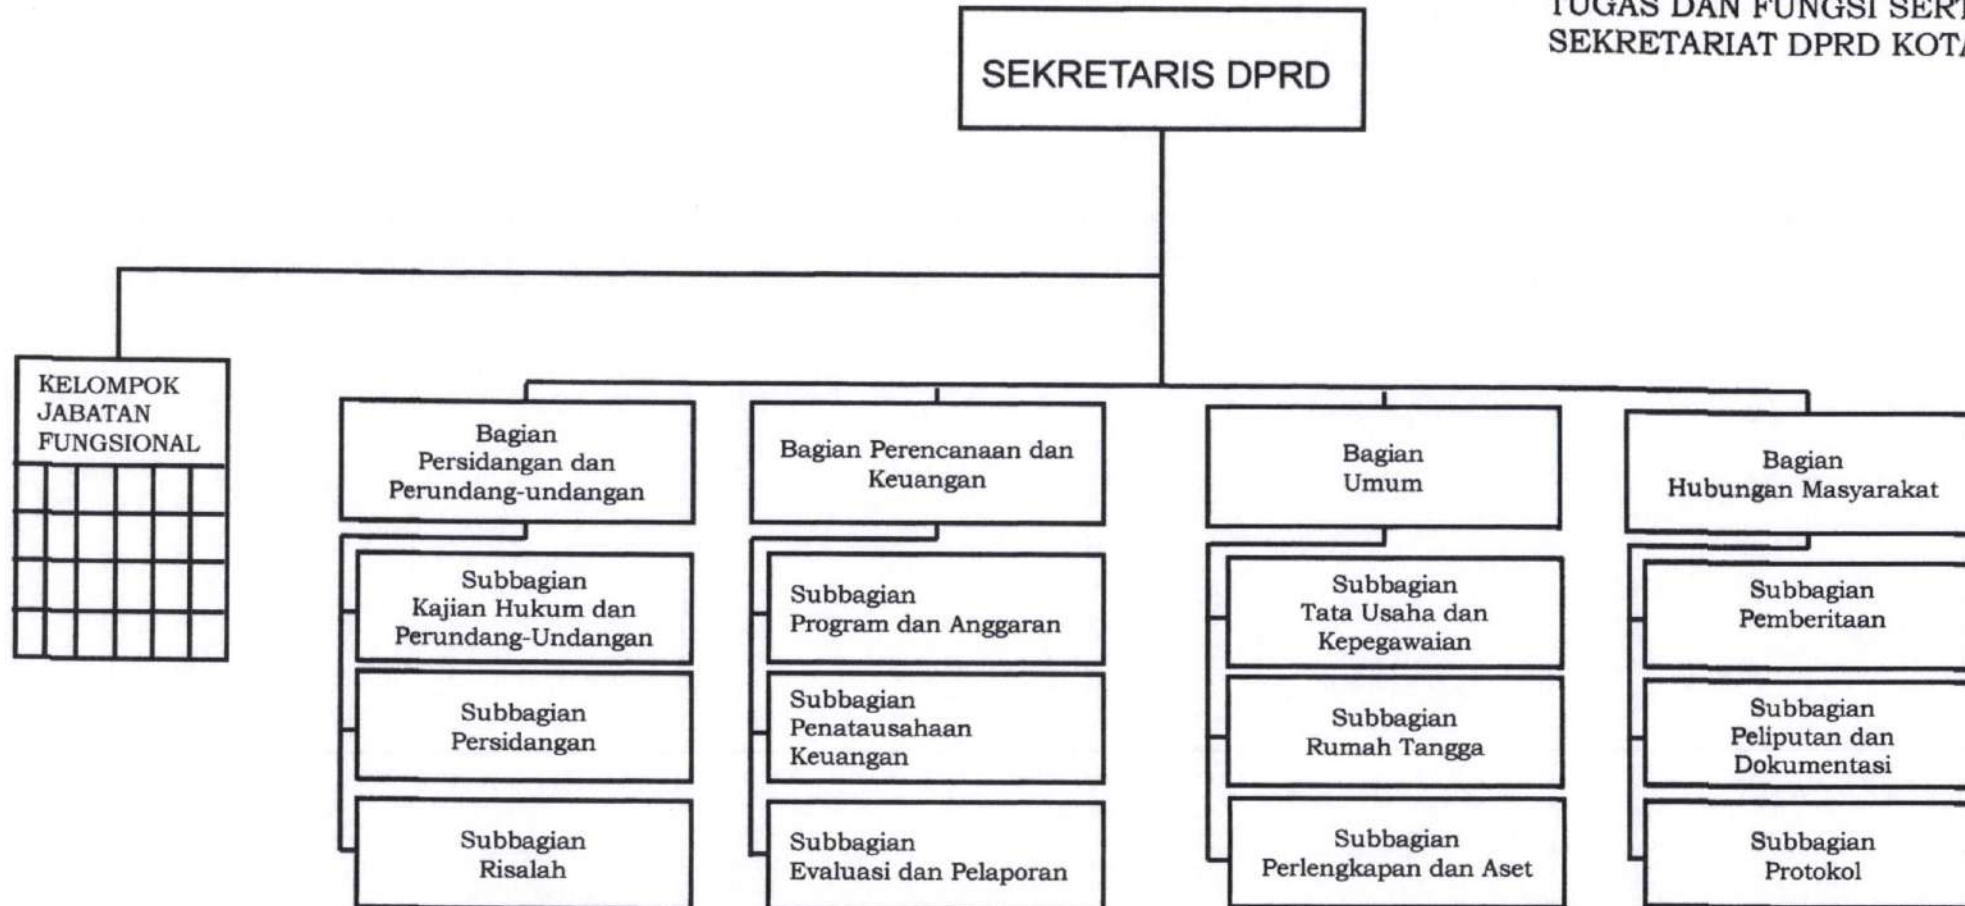 TUGAS DAN FUNGSI SERT
SEKRETARIAT DPRD KOTA
SEKRETARIS DPRD
KELOMPOK
JABATAN
FUNGSIONAL
Bagian
Persidangan dan
Perundang-undangan
Subbagian
Kajian Hukum dan
Perundang-Undangan
Subbagian
Persidangan
Subbagian
Risalah
Bagian Perencanaan dan
Keuangan
Subbagian
Program dan Anggaran
Subbagian
Penatausahaan
Keuangan
Subbagian
Evaluasi dan Pelaporan
Bagian
Umum
Subbagian
Tata Usaha dan
Kepegawaian
Subbagian
Rumah Tangga
Subbagian
Perlengkapan dan Aset
Bagian
Hubungan Masyarakat
Subbagian
Pemberitaan
Subbagian
Peliputan dan
Dokumentasi
Subbagian
Protokol